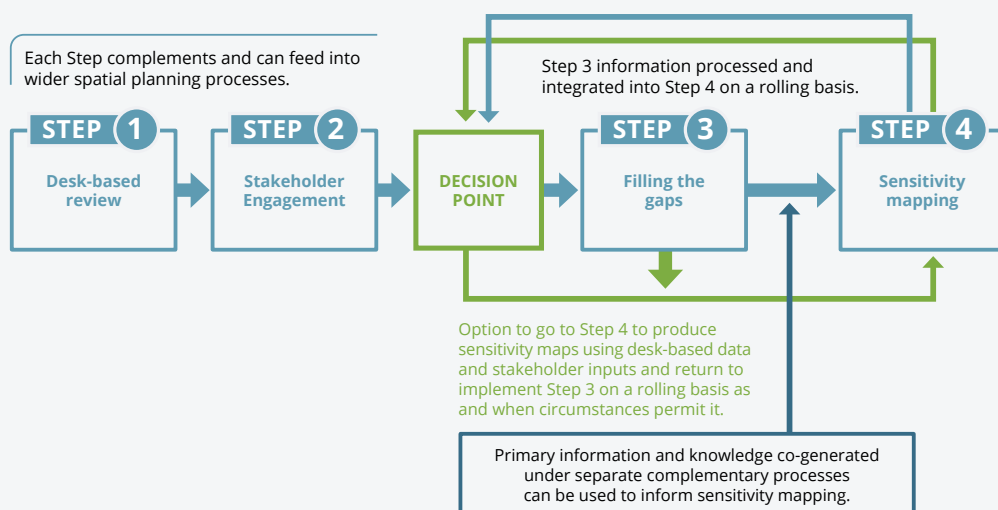 Each Step complements and can feed into
wider spatial planning processes.
Step 3 information processed and
integrated into Step 4 on a rolling basis.
STEP 1
Desk-based
review
STEP 2
Stakeholder
Engagement
DECISION
POINT
STEP 3
Filling the
gaps
STEP 4
Sensitivity
mapping
Option to go to Step 4 to produce
sensitivity maps using desk-based data
and stakeholder inputs and return to
implement Step 3 on a rolling basis as
and when circumstances permit it.
Primary information and knowledge co-generated
under separate complementary processes
can be used to inform sensitivity mapping.